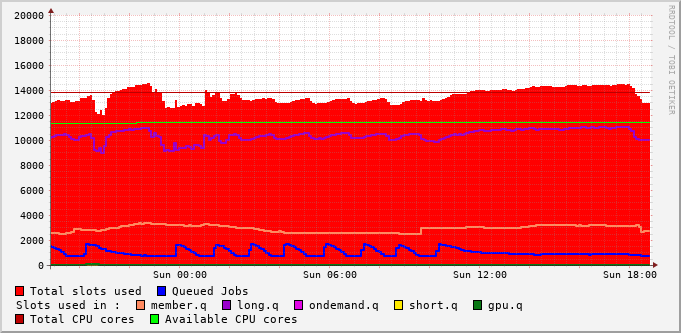 20000
18000
16000
14000
12000
10000
8000
6000
4000
2000
0
Sun 00:00 Sun 06:00 Sun 12:00 Sun 18:00
RRDTOOL / TOBI OETIKER
Total slots used Queued Jobs
Slots used in : member.q long.q ondemand.q short.q gpu.q
Total CPU cores Available CPU cores